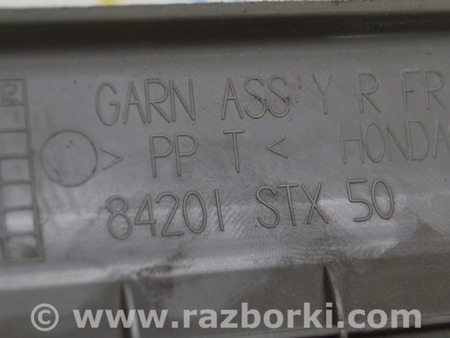 GARN ASS'Y R FR
> PP T < HONDA
84201 STX 50
© www.razborki.com